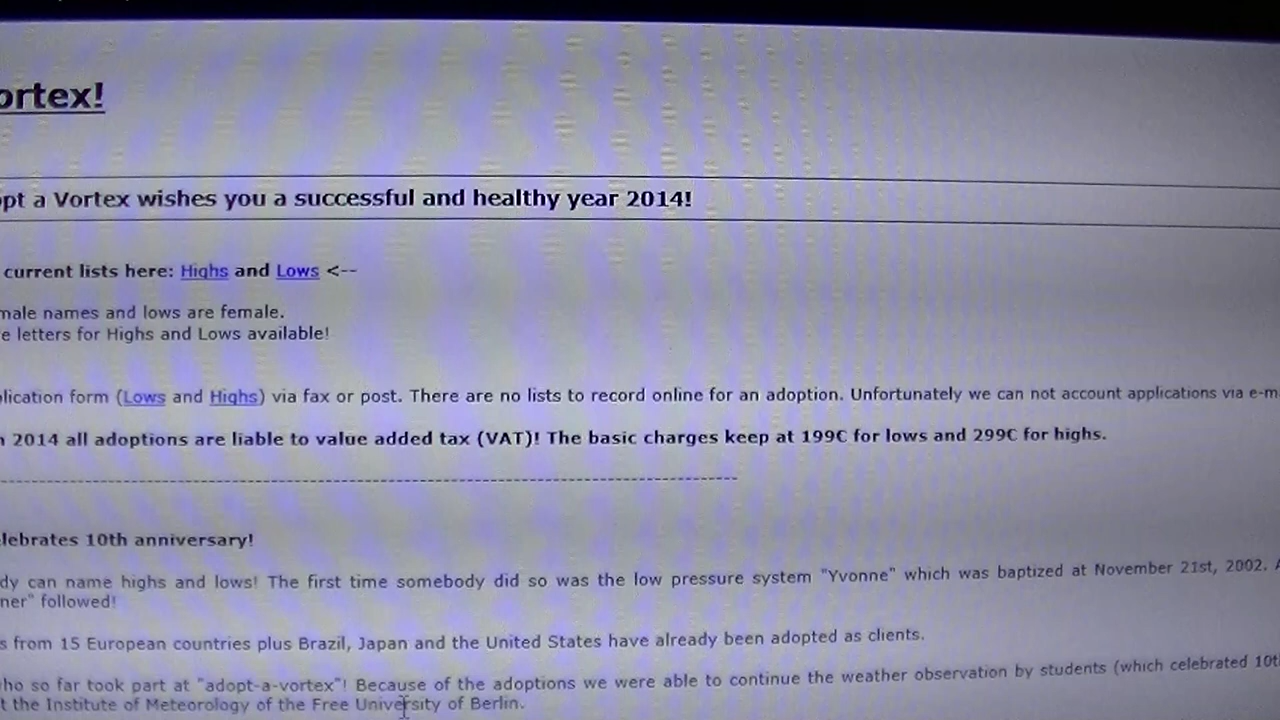 ortex!
pt a Vortex wishes you a successful and healthy year 2014!
current lists here: Highs and Lows <--
male names and lows are female.
e letters for Highs and Lows available!
lication form (Lows and Highs) via fax or post. There are no lists to record online for an adoption. Unfortunately we can not account applications via e-m
2014 all adoptions are liable to value added tax (VAT)! The basic charges keep at 199€ for lows and 299€ for highs.
--------------------------------------------------------------------------------
lebrates 10th anniversary!
dy can name highs and lows! The first time somebody did so was the low pressure system "Yvonne" which was baptized at November 21st, 2002. A
ner" followed!
s from 15 European countries plus Brazil, Japan and the United States have already been adopted as clients.
ho so far took part at "adopt-a-vortex"! Because of the adoptions we were able to continue the weather observation by students (which celebrated 10th
t the Institute of Meteorology of the Free University of Berlin.